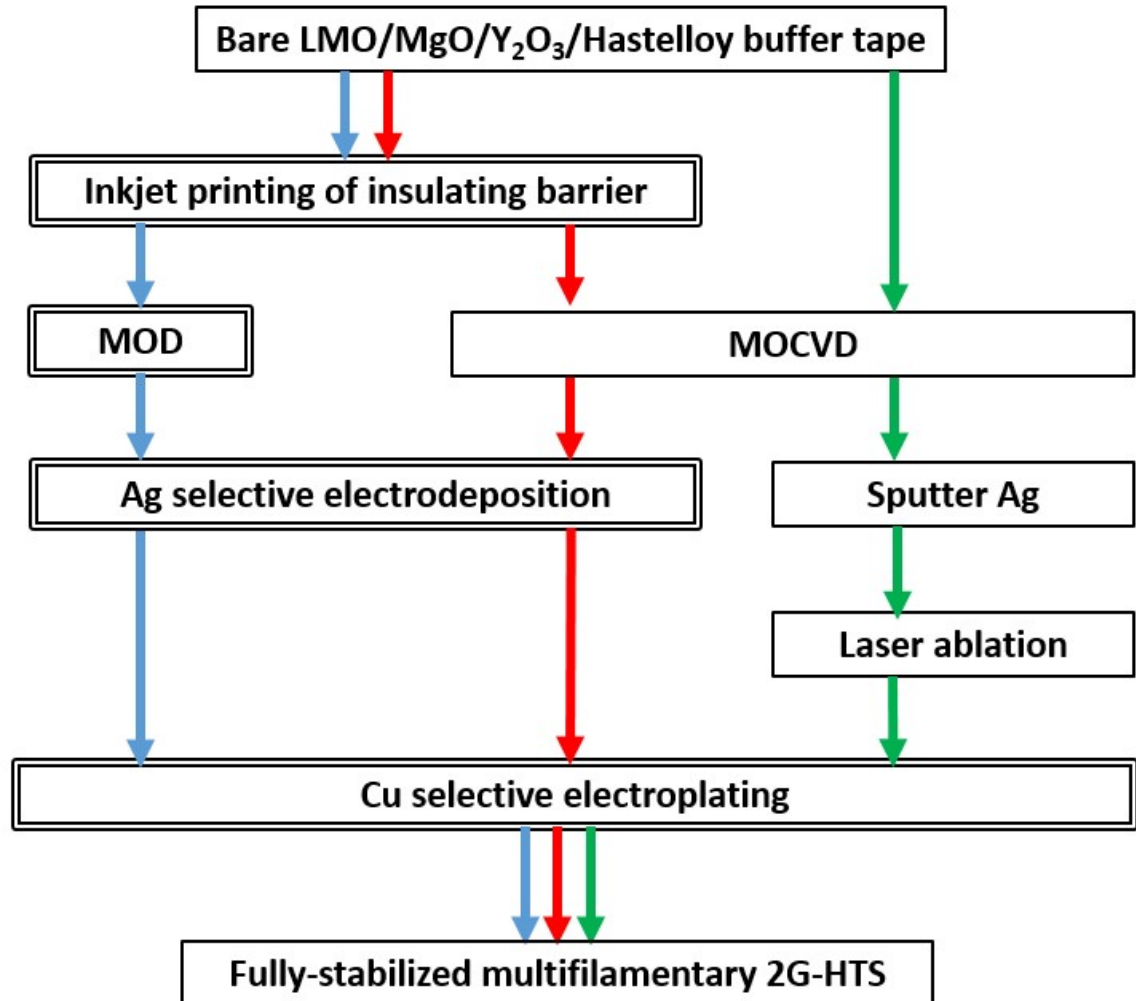 Bare LMO/MgO/Y₂O₃/Hastelloy buffer tape
Inkjet printing of insulating barrier
MOD
MOCVD
Ag selective electrodeposition
Sputter Ag
Laser ablation
Cu selective electroplating
Fully-stabilized multifilamentary 2G-HTS